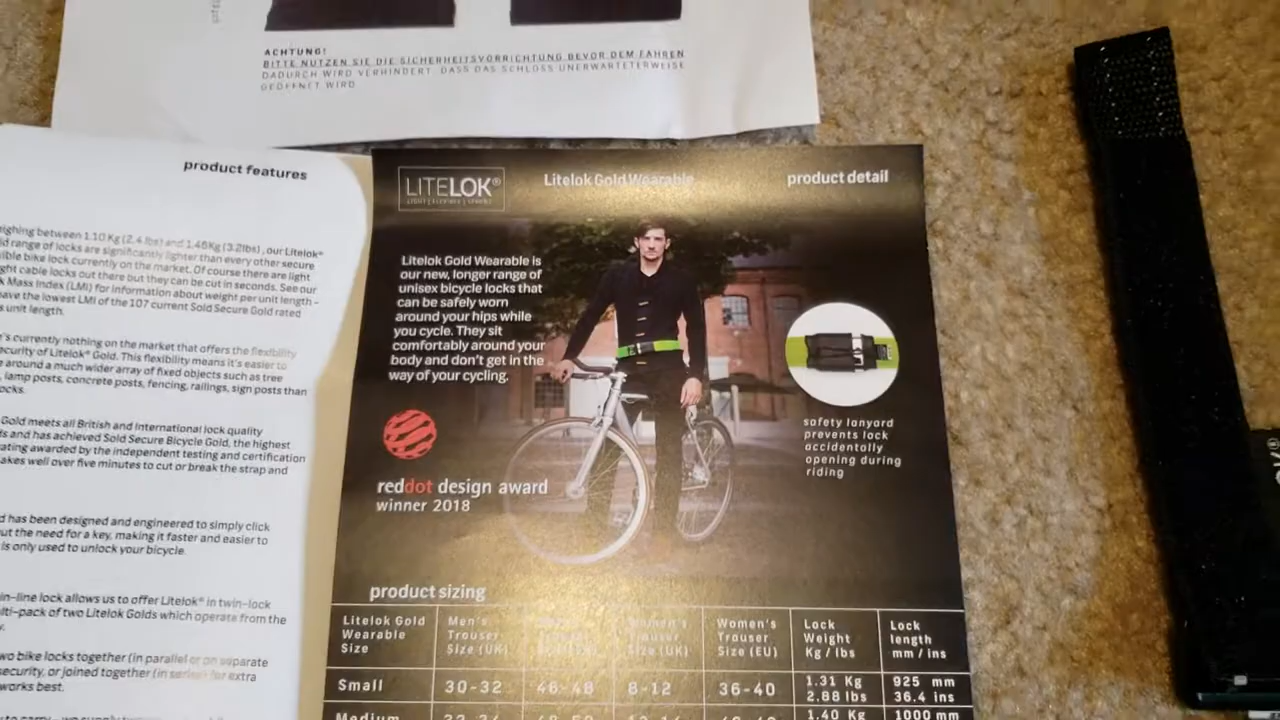 ACHTUNG!
BITTE NUTZEN SIE DIE SICHERHEITSVORRICHTUNG BEVOR DEM FAHREN
DADURCH WIRD VERHINDERT, DASS DAS SCHLOSS UNERWARTETERWEISE
GEÖFFNET WIRD
product features
eighing between 1.10 Kg (2.4 lbs) and 1.46Kg (3.2lbs), our Litelok®
ld range of locks are significantly lighter than every other secure
ible bike lock currently on the market. Of course there are light
ght cable locks out there but they can be cut in seconds. See our
k Mass Index (LMI) for information about weight per unit length -
have the lowest LMI of the 107 current Sold Secure Gold rated
s unit length.
's currently nothing on the market that offers the flexibility
ecurity of Litelok® Gold. This flexibility means it's easier to
around a much wider array of fixed objects such as tree
, lamp posts, concrete posts, fencing, railings, sign posts than
ocks.
Gold meets all British and international lock quality
ds and has achieved Sold Secure Bicycle Gold, the highest
ating awarded by the independent testing and certification
akes well over five minutes to cut or break the strap and
d has been designed and engineered to simply click
ut the need for a key, making it faster and easier to
is only used to unlock your bicycle.
in-line lock allows us to offer Litelok® in twin-lock
lti-pack of two Litelok Golds which operate from the
y.
wo bike locks together (in parallel or on separate
security, or joined together (in series) for extra
works best.
LITELOK®
LIGHT | FLEXIBLE | SECURE
Litelok Gold Wearable
product detail
Litelok Gold Wearable is
our new, longer range of
unisex bicycle locks that
can be safely worn
around your hips while
you cycle. They sit
comfortably around your
body and don't get in the
way of your cycling.
safety lanyard
prevents lock
accidentally
opening during
riding
reddot design award
winner 2018
product sizing
Litelok Gold Wearable Size
Men's Trouser Size (UK)
Women's Trouser Size (UK)
Women's Trouser Size (EU)
Lock Weight Kg / lbs
Lock length mm / ins
Small 30-32 46-48 8-12 36-40 1.31 Kg 2.88 lbs 925 mm 36.4 ins
Medium 1.40 Kg 1000 mm